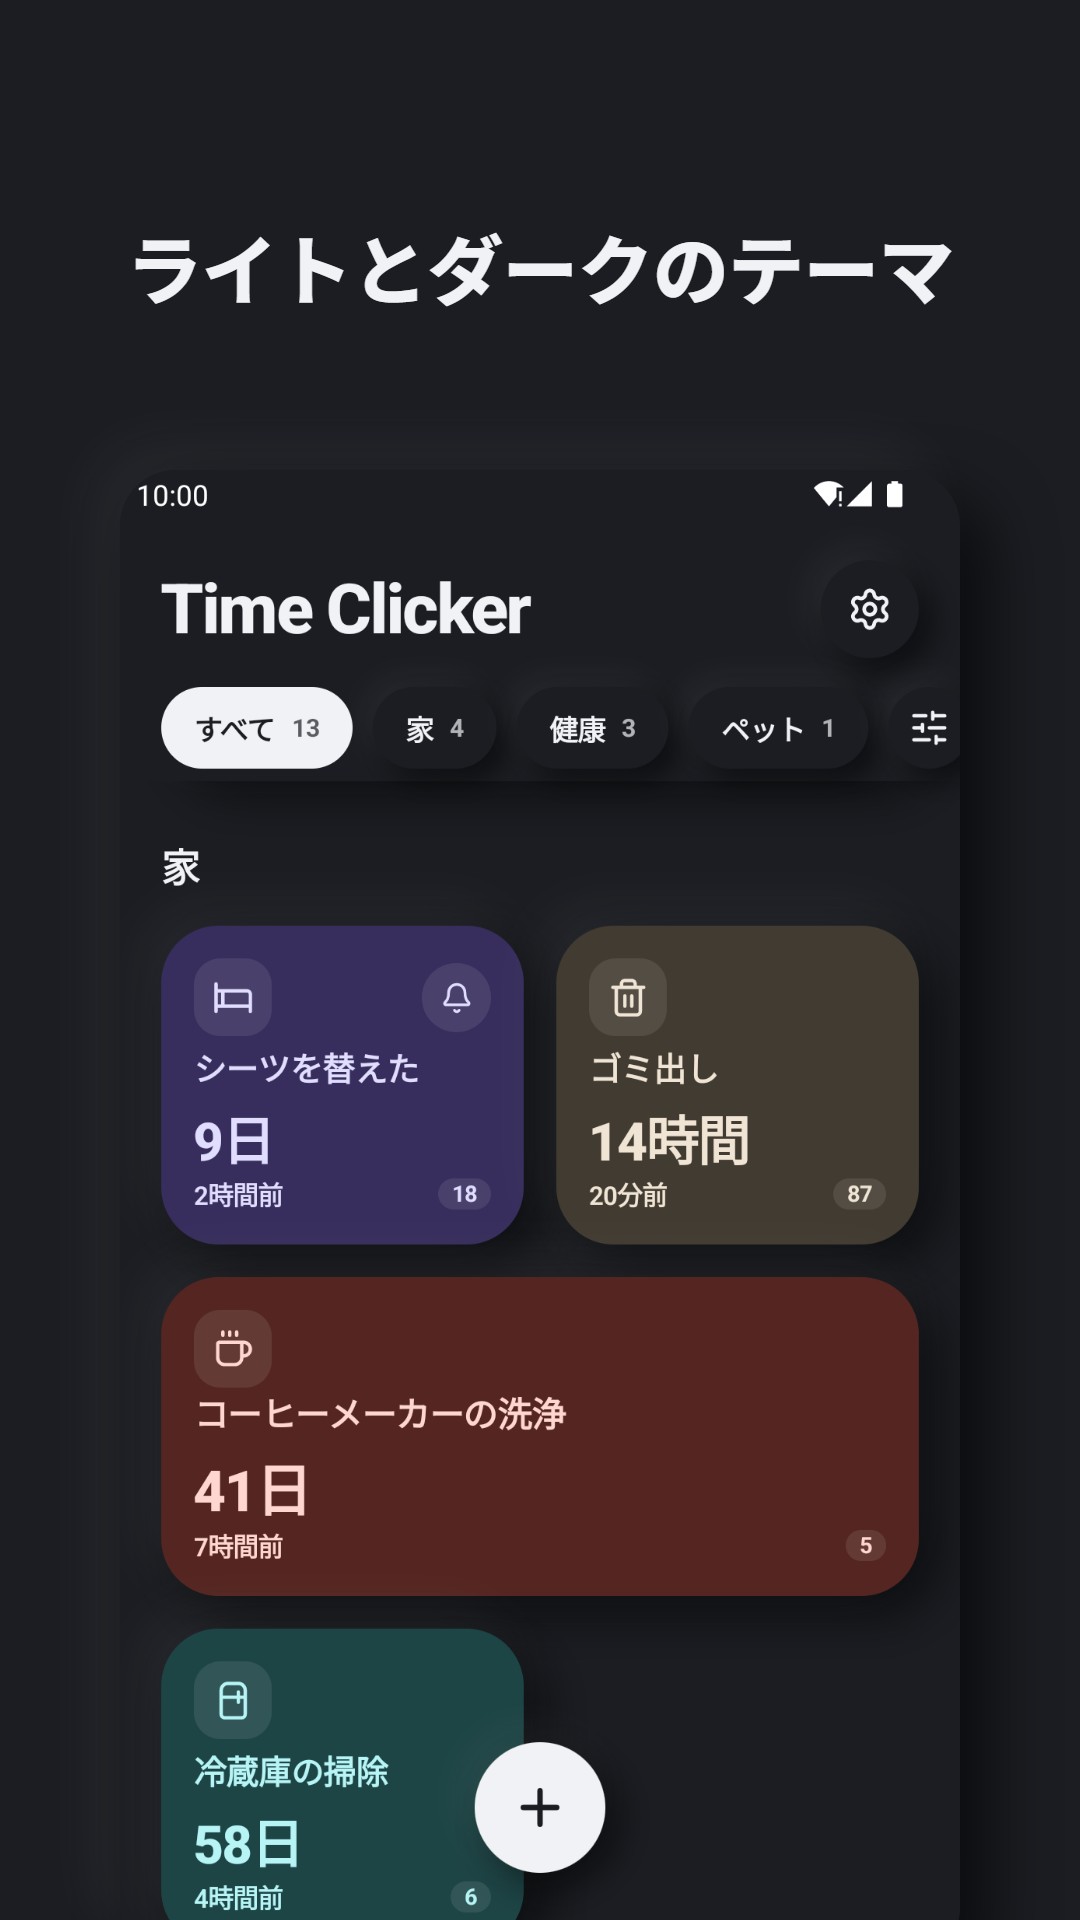 ライトとダークのテーマ
10:00
Time Clicker
すべて 13 家 4 健康 3 ペット 1
家
シーツを替えた
9日
2時間前 18
ゴミ出し
14時間
20分前 87
コーヒーメーカーの洗浄
41日
7時間前 5
冷蔵庫の掃除
58日
4時間前 6